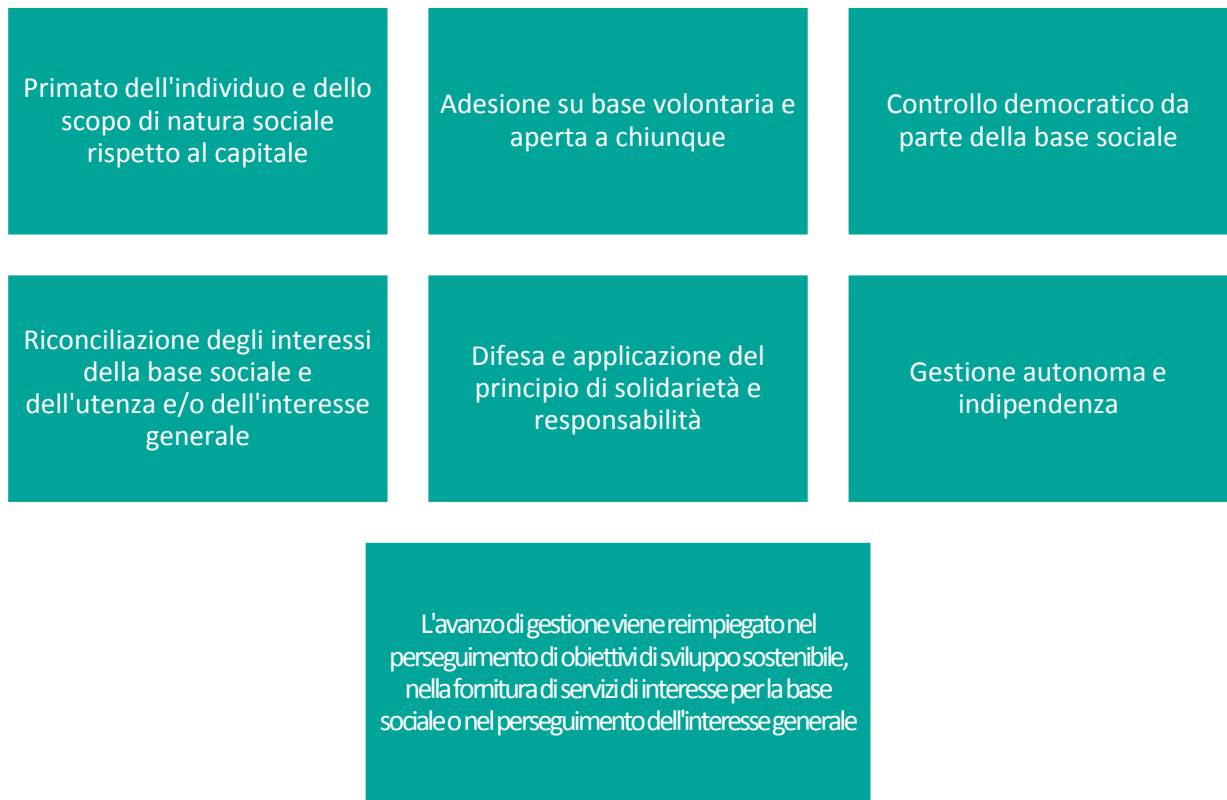 Primato dell'individuo e dello
scopo di natura sociale
rispetto al capitale
Adesione su base volontaria e
aperta a chiunque
Controllo democratico da
parte della base sociale
Riconciliazione degli interessi
della base sociale e
dell'utenza e/o dell'interesse
generale
Difesa e applicazione del
principio di solidarietà e
responsabilità
Gestione autonoma e
indipendenza
L'avanzo di gestione viene reimpiegato nel
perseguimento di obiettivi di sviluppo sostenibile,
nella fornitura di servizi di interesse per la base
sociale o nel perseguimento dell'interesse generale